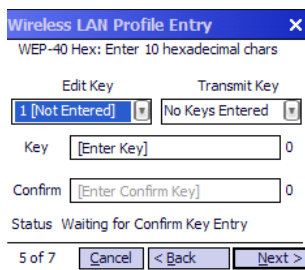 Wireless LAN Profile Entry
WEP-40 Hex: Enter 10 hexadecimal chars
Edit Key Transmit Key
1 [Not Entered] No Keys Entered
Key [Enter Key] 0
Confirm [Enter Confirm Key] 0
Status Waiting for Confirm Key Entry
5 of 7 Cancel < Back Next >